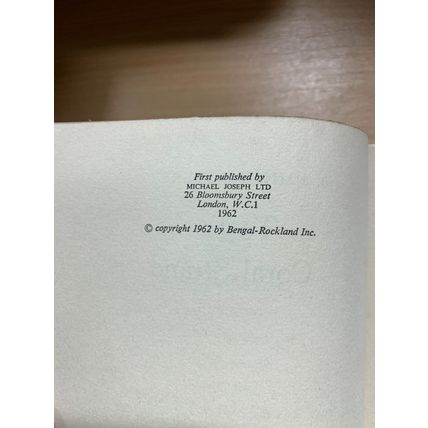 First published by
MICHAEL JOSEPH LTD
26 Bloomsbury Street
London, W.C.1
1962
© copyright 1962 by Bengal-Rockland Inc.